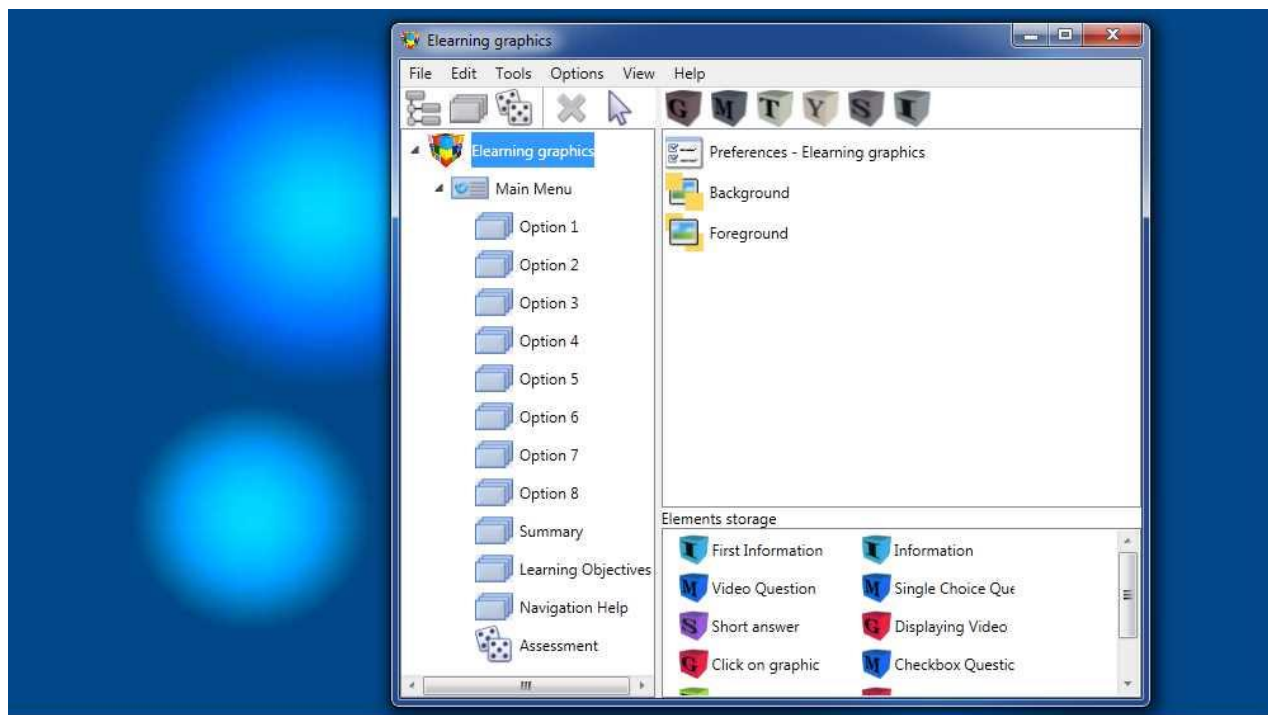 Elearning graphics
File Edit Tools Options View Help
G M T Y S I
Elearning graphics
Main Menu
Option 1
Option 2
Option 3
Option 4
Option 5
Option 6
Option 7
Option 8
Summary
Learning Objectives
Navigation Help
Assessment
Preferences - Elearning graphics
Background
Foreground
Elements storage
I First Information I Information
M Video Question M Single Choice Que
S Short answer G Displaying Video
G Click on graphic M Checkbox Questic